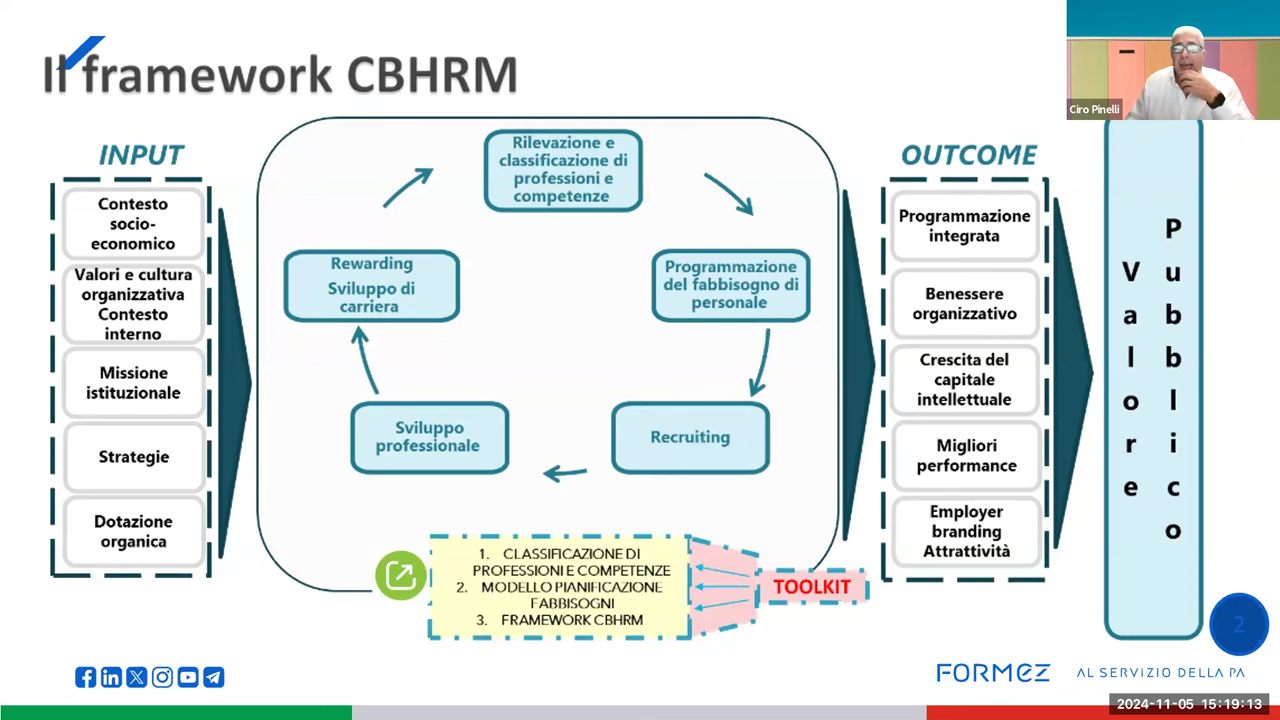 Il framework CBHRM
Ciro Pinelli
INPUT
Contesto
socio-
economico
Valori e cultura
organizzativa
Contesto
interno
Missione
istituzionale
Strategie
Dotazione
organica
Rilevazione e
classificazione di
professioni e
competenze
Programmazione
del fabbisogno di
personale
Recruiting
Sviluppo
professionale
Rewarding
Sviluppo di
carriera
1. CLASSIFICAZIONE DI
PROFESSIONI E COMPETENZE
2. MODELLO PIANIFICAZIONE
FABBISOGNI
3. FRAMEWORK CBHRM
TOOLKIT
OUTCOME
Programmazione
integrata
Benessere
organizzativo
Crescita del
capitale
intellettuale
Migliori
performance
Employer
branding
Attrattività
Valore
Pubblico
2
FORMEZ AL SERVIZIO DELLA PA
2024-11-05 15:19:13